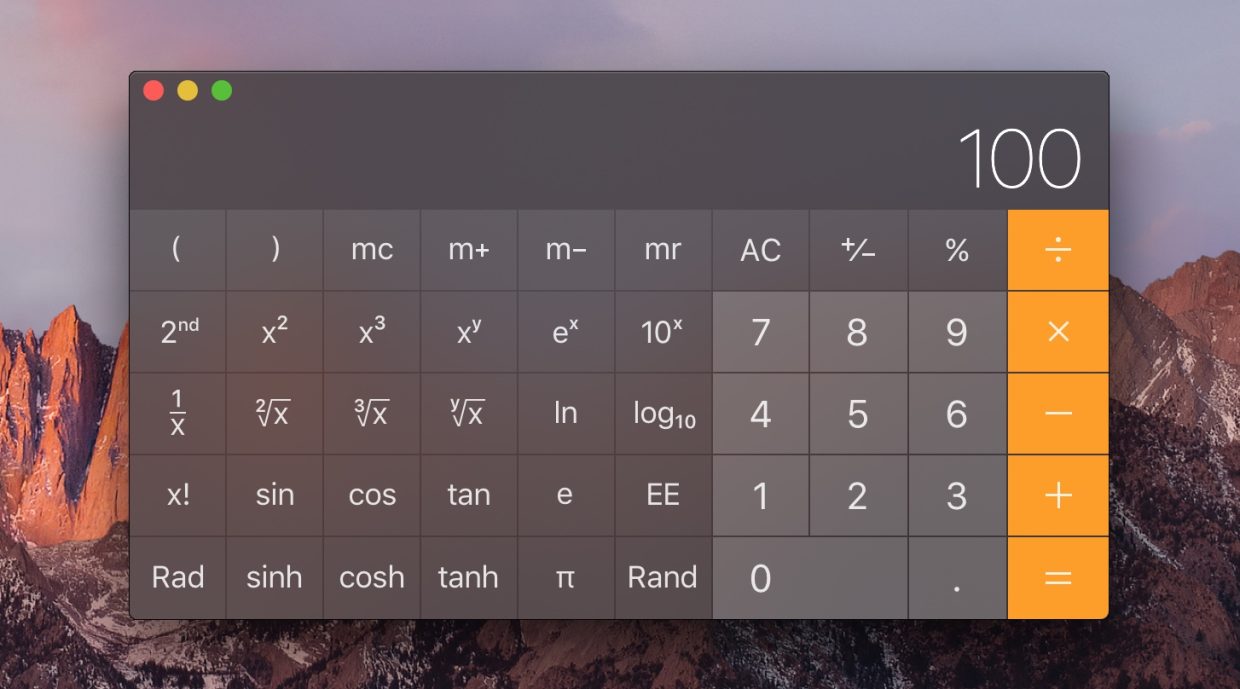 100
( ) mc m+ m− mr AC ⁺∕₋ % ÷
2ⁿᵈ x² x³ xʸ eˣ 10ˣ 7 8 9 ×
1/x ²√x ³√x ʸ√x ln log₁₀ 4 5 6 −
x! sin cos tan e EE 1 2 3 +
Rad sinh cosh tanh π Rand 0 . =